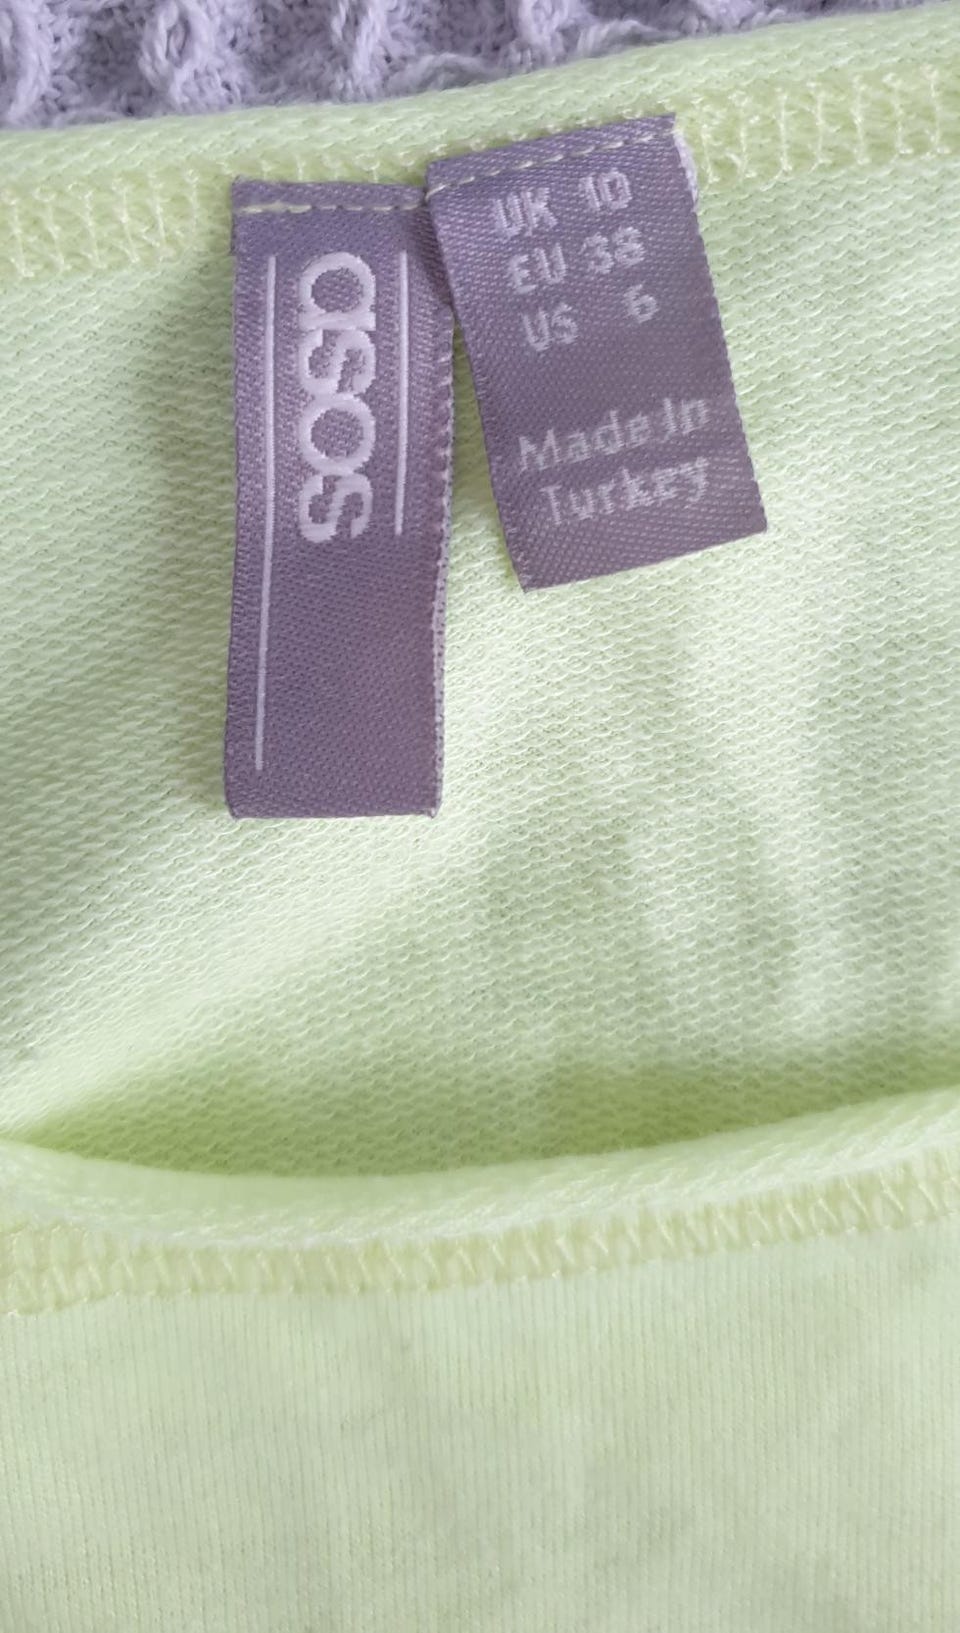 asos
UK 10
EU 38
US 6
Made In
Turkey